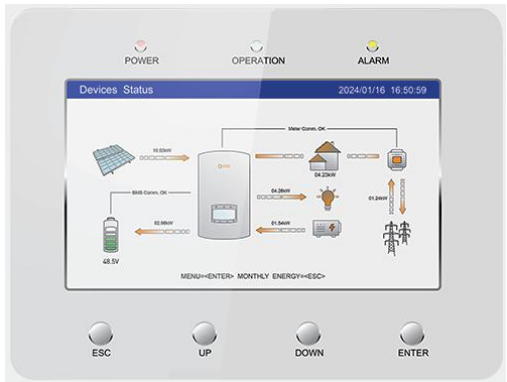 POWER OPERATION ALARM
Devices Status 2024/01/16 16:50:59
Meter Comm. OK
10.03kW
04.23kW
BMS Comm. OK
04.26kW
01.24kW
02.98kW
01.54kW
48.5V
MENU=<ENTER> MONTHLY ENERGY=<ESC>
ESC UP DOWN ENTER